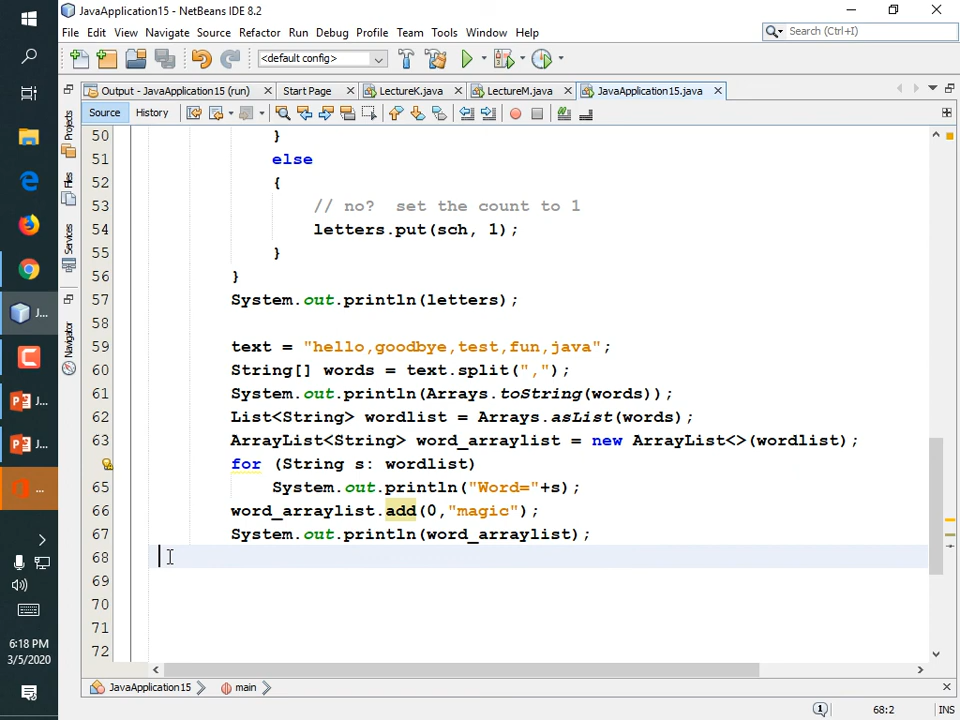 JavaApplication15 - NetBeans IDE 8.2
File Edit View Navigate Source Refactor Run Debug Profile Team Tools Window Help
Search (Ctrl+I)
<default config>
Output - JavaApplication15 (run) Start Page LectureK.java LectureM.java JavaApplication15.java
Source History
Projects
Files
Services
Navigator
50 }
51 else
52 {
53 // no?  set the count to 1
54 letters.put(sch, 1);
55 }
56 }
57 System.out.println(letters);
58
59 text = "hello,goodbye,test,fun,java";
60 String[] words = text.split(",");
61 System.out.println(Arrays.toString(words));
62 List<String> wordlist = Arrays.asList(words);
63 ArrayList<String> word_arraylist = new ArrayList<>(wordlist);
for (String s: wordlist)
65 System.out.println("Word="+s);
66 word_arraylist.add(0,"magic");
67 System.out.println(word_arraylist);
68
69
70
71
72
J...
J...
J...
...
6:18 PM
3/5/2020
JavaApplication15 main
1 68:2 INS